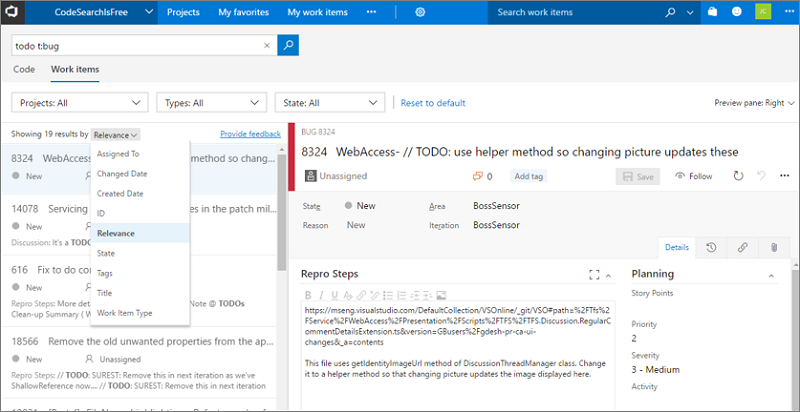 CodeSearchIsFree Projects My favorites My work items ••• Search work items JC
todo t:bug
Code Work items
Projects: All Types: All State: All Reset to default Preview pane: Right
Showing 19 results by Relevance Provide feedback
Assigned To
Changed Date
Created Date
ID
Relevance
State
Tags
Title
Work Item Type
8324 WebAccess- method so chang...
New
14078 Servicing es in the patch mil...
New
Discussion: It's a TODO
616 Fix to do con
New
Repro Steps: More deta Note @ TODOs
Clean-up Summary ( W
18566 Remove the old unwanted properties from the ap...
New Unassigned
Repro Steps: // TODO: SUREST: Remove this in next iteration as we've
ShallowReference now... // TODO: SUREST: Remove this in next iteration
BUG 8324
8324 WebAccess- // TODO: use helper method so changing picture updates these
Unassigned 0 Add tag Save Follow •••
State New Area BossSensor
Reason New Iteration BossSensor
Details
Repro Steps
B I U
https://mseng.visualstudio.com/DefaultCollection/VSOnline/_git/VSO#path=%2FTfs%
2FService%2FWebAccess%2FPresentation%2FScripts%2FTFS%2FTFS.Discussion.RegularC
ommentDetailsExtension.ts&version=GBusers%2Fgdesh-pr-ca-ui-
changes&_a=contents
This file uses getIdentityImageUrl method of DiscussionThreadManager class. Change
it to a helper method so that changing picture updates the image displayed here.
Planning
Story Points
Priority
2
Severity
3 - Medium
Activity